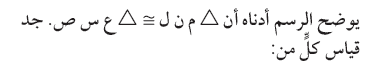 يوضح الرسم أدناه أن △ م ن ل ≅ △ ع س ص. جد
قياس كلٍّ من: